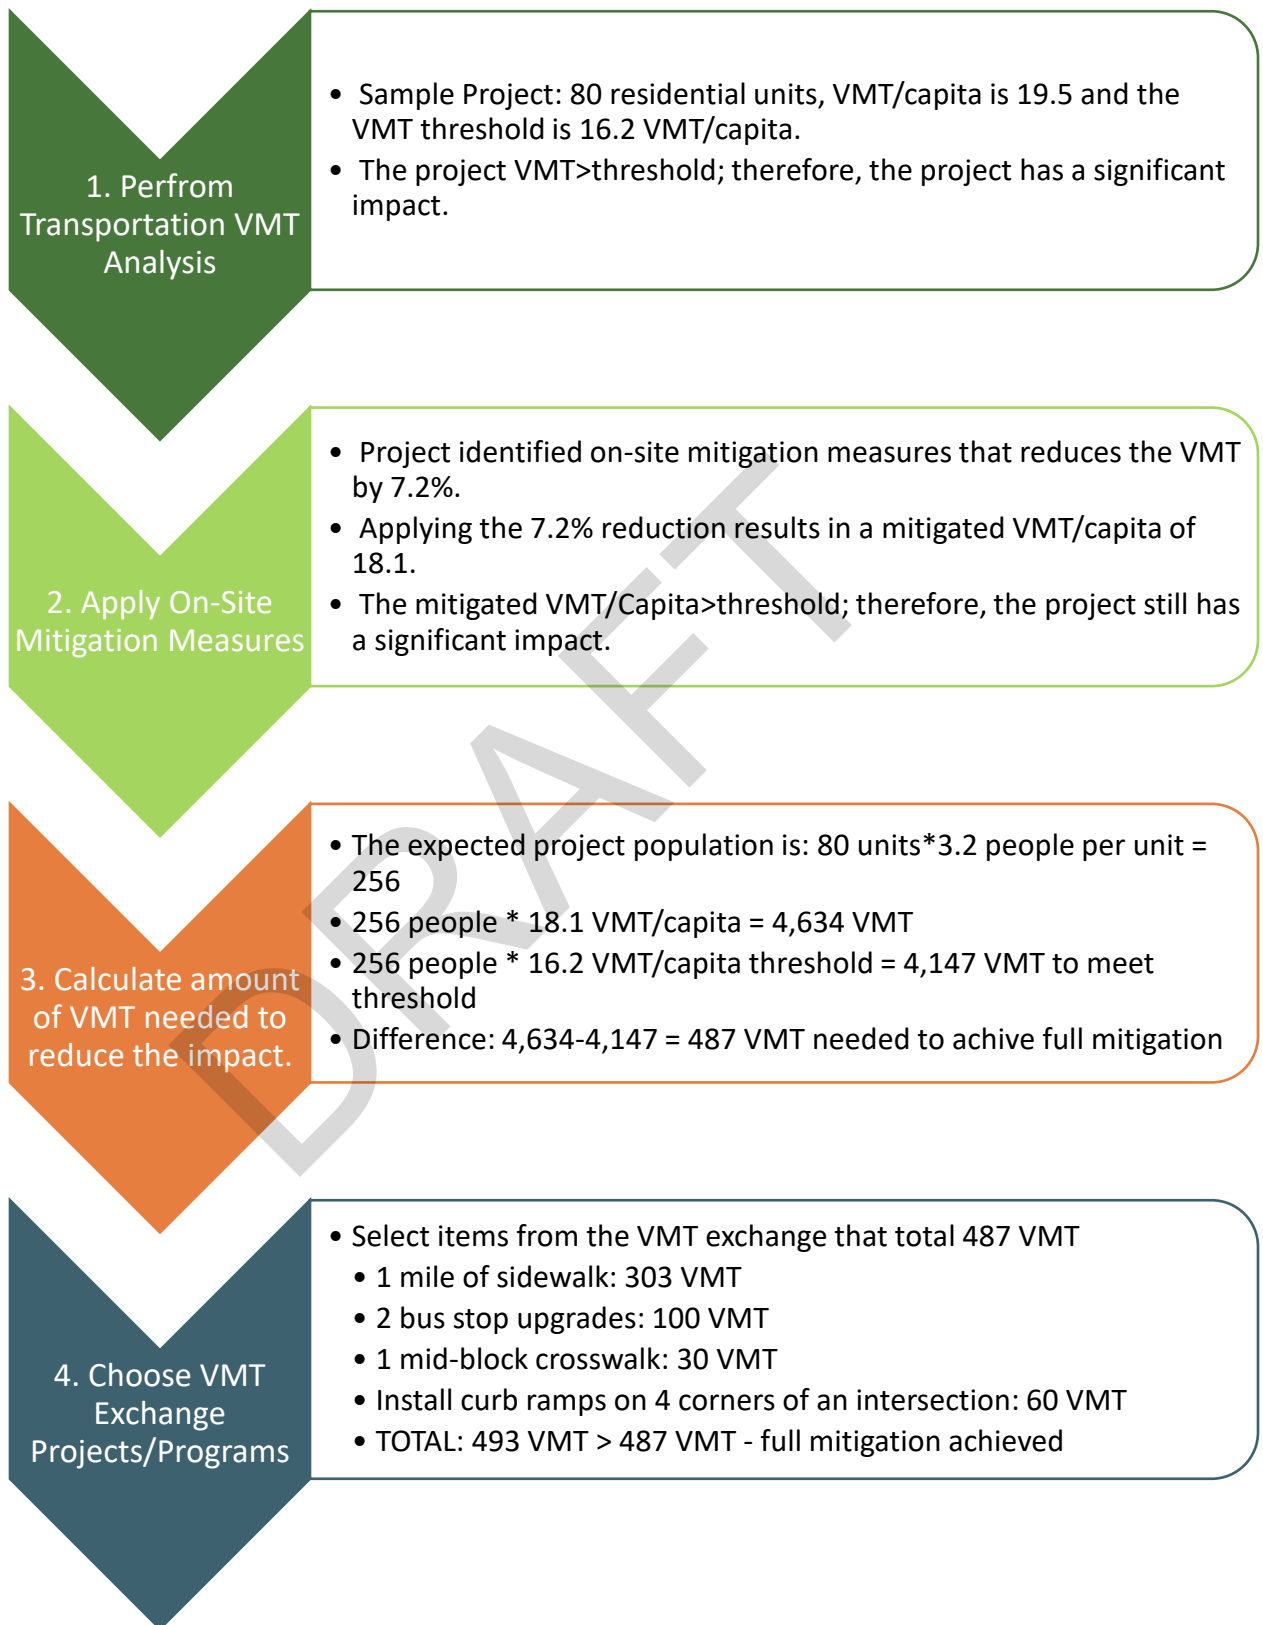 1. Perfrom
Transportation VMT
Analysis
• Sample Project: 80 residential units, VMT/capita is 19.5 and the
VMT threshold is 16.2 VMT/capita.
• The project VMT>threshold; therefore, the project has a significant
impact.
2. Apply On-Site
Mitigation Measures
• Project identified on-site mitigation measures that reduces the VMT
by 7.2%.
• Applying the 7.2% reduction results in a mitigated VMT/capita of
18.1.
• The mitigated VMT/Capita>threshold; therefore, the project still has
a significant impact.
3. Calculate amount
of VMT needed to
reduce the impact.
• The expected project population is: 80 units*3.2 people per unit =
256
• 256 people * 18.1 VMT/capita = 4,634 VMT
• 256 people * 16.2 VMT/capita threshold = 4,147 VMT to meet
threshold
• Difference: 4,634-4,147 = 487 VMT needed to achive full mitigation
4. Choose VMT
Exchange
Projects/Programs
• Select items from the VMT exchange that total 487 VMT
• 1 mile of sidewalk: 303 VMT
• 2 bus stop upgrades: 100 VMT
• 1 mid-block crosswalk: 30 VMT
• Install curb ramps on 4 corners of an intersection: 60 VMT
• TOTAL: 493 VMT > 487 VMT - full mitigation achieved
DRAFT